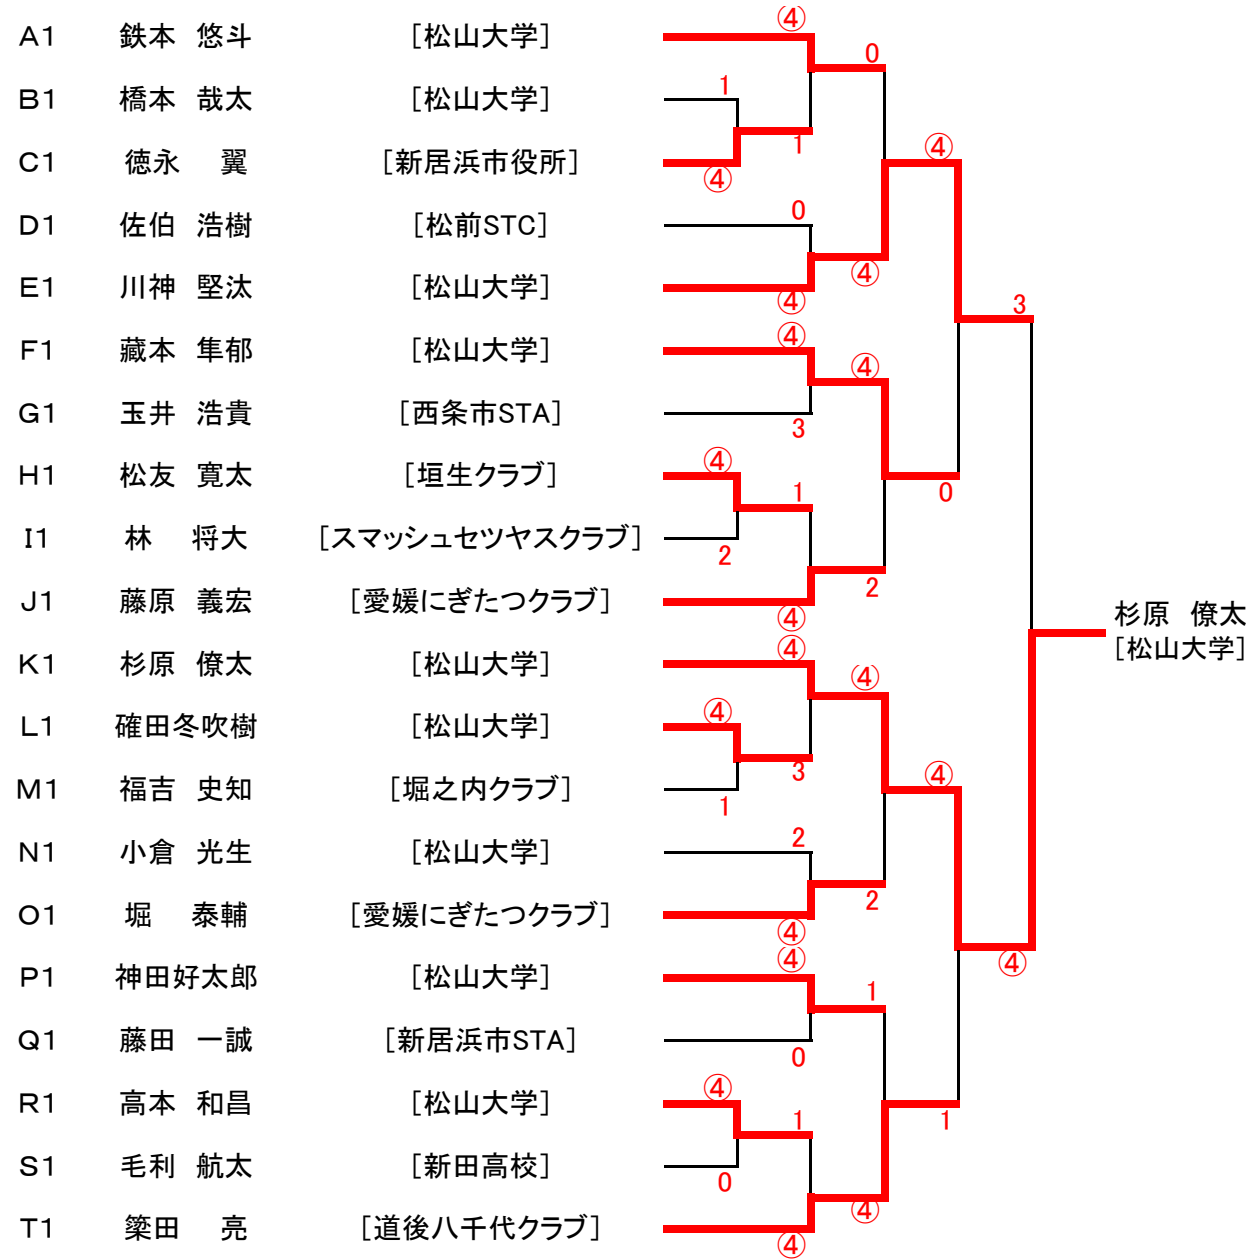 ④
A1 鉄本 悠斗 [松山大学]
0
1
B1 橋本 哉太 [松山大学]
1
④
C1 徳永 翼 [新居浜市役所]
④
0
D1 佐伯 浩樹 [松前STC]
④
E1 川神 堅汰 [松山大学]
④
3
④
F1 藏本 隼郁 [松山大学]
④
G1 玉井 浩貴 [西条市STA]
3
④
H1 松友 寛太 [垣生クラブ]
1
0
I1 林 将大 [スマッシュセツヤスクラブ]
2
2
J1 藤原 義宏 [愛媛にぎたつクラブ]
④
杉原 僚太
[松山大学]
④
K1 杉原 僚太 [松山大学]
④
④
L1 確田冬吹樹 [松山大学]
3
④
M1 福吉 史知 [堀之内クラブ]
1
2
N1 小倉 光生 [松山大学]
2
O1 堀 泰輔 [愛媛にぎたつクラブ]
④
④
④
P1 神田好太郎 [松山大学]
1
Q1 藤田 一誠 [新居浜市STA]
0
④
R1 高本 和昌 [松山大学]
1
1
S1 毛利 航太 [新田高校]
0
④
T1 簗田 亮 [道後八千代クラブ]
④